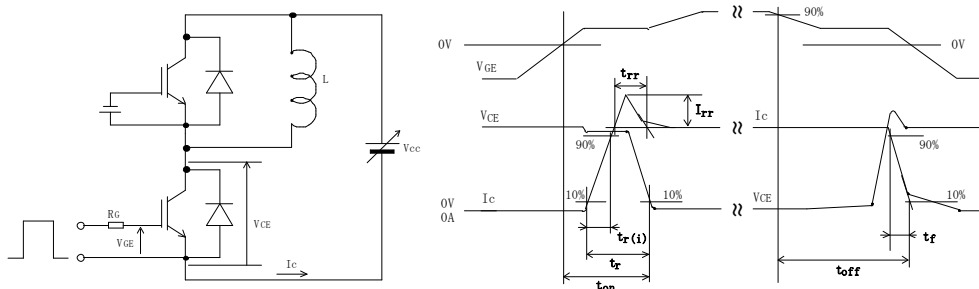 L
Vcc
RG
VGE
VCE
Ic
0V
VGE
90%
0V
trr
Irr
VCE
Ic
90%
90%
10%
10%
0V
0A
Ic
VCE
10%
tr(i)
tr
ton
tf
toff